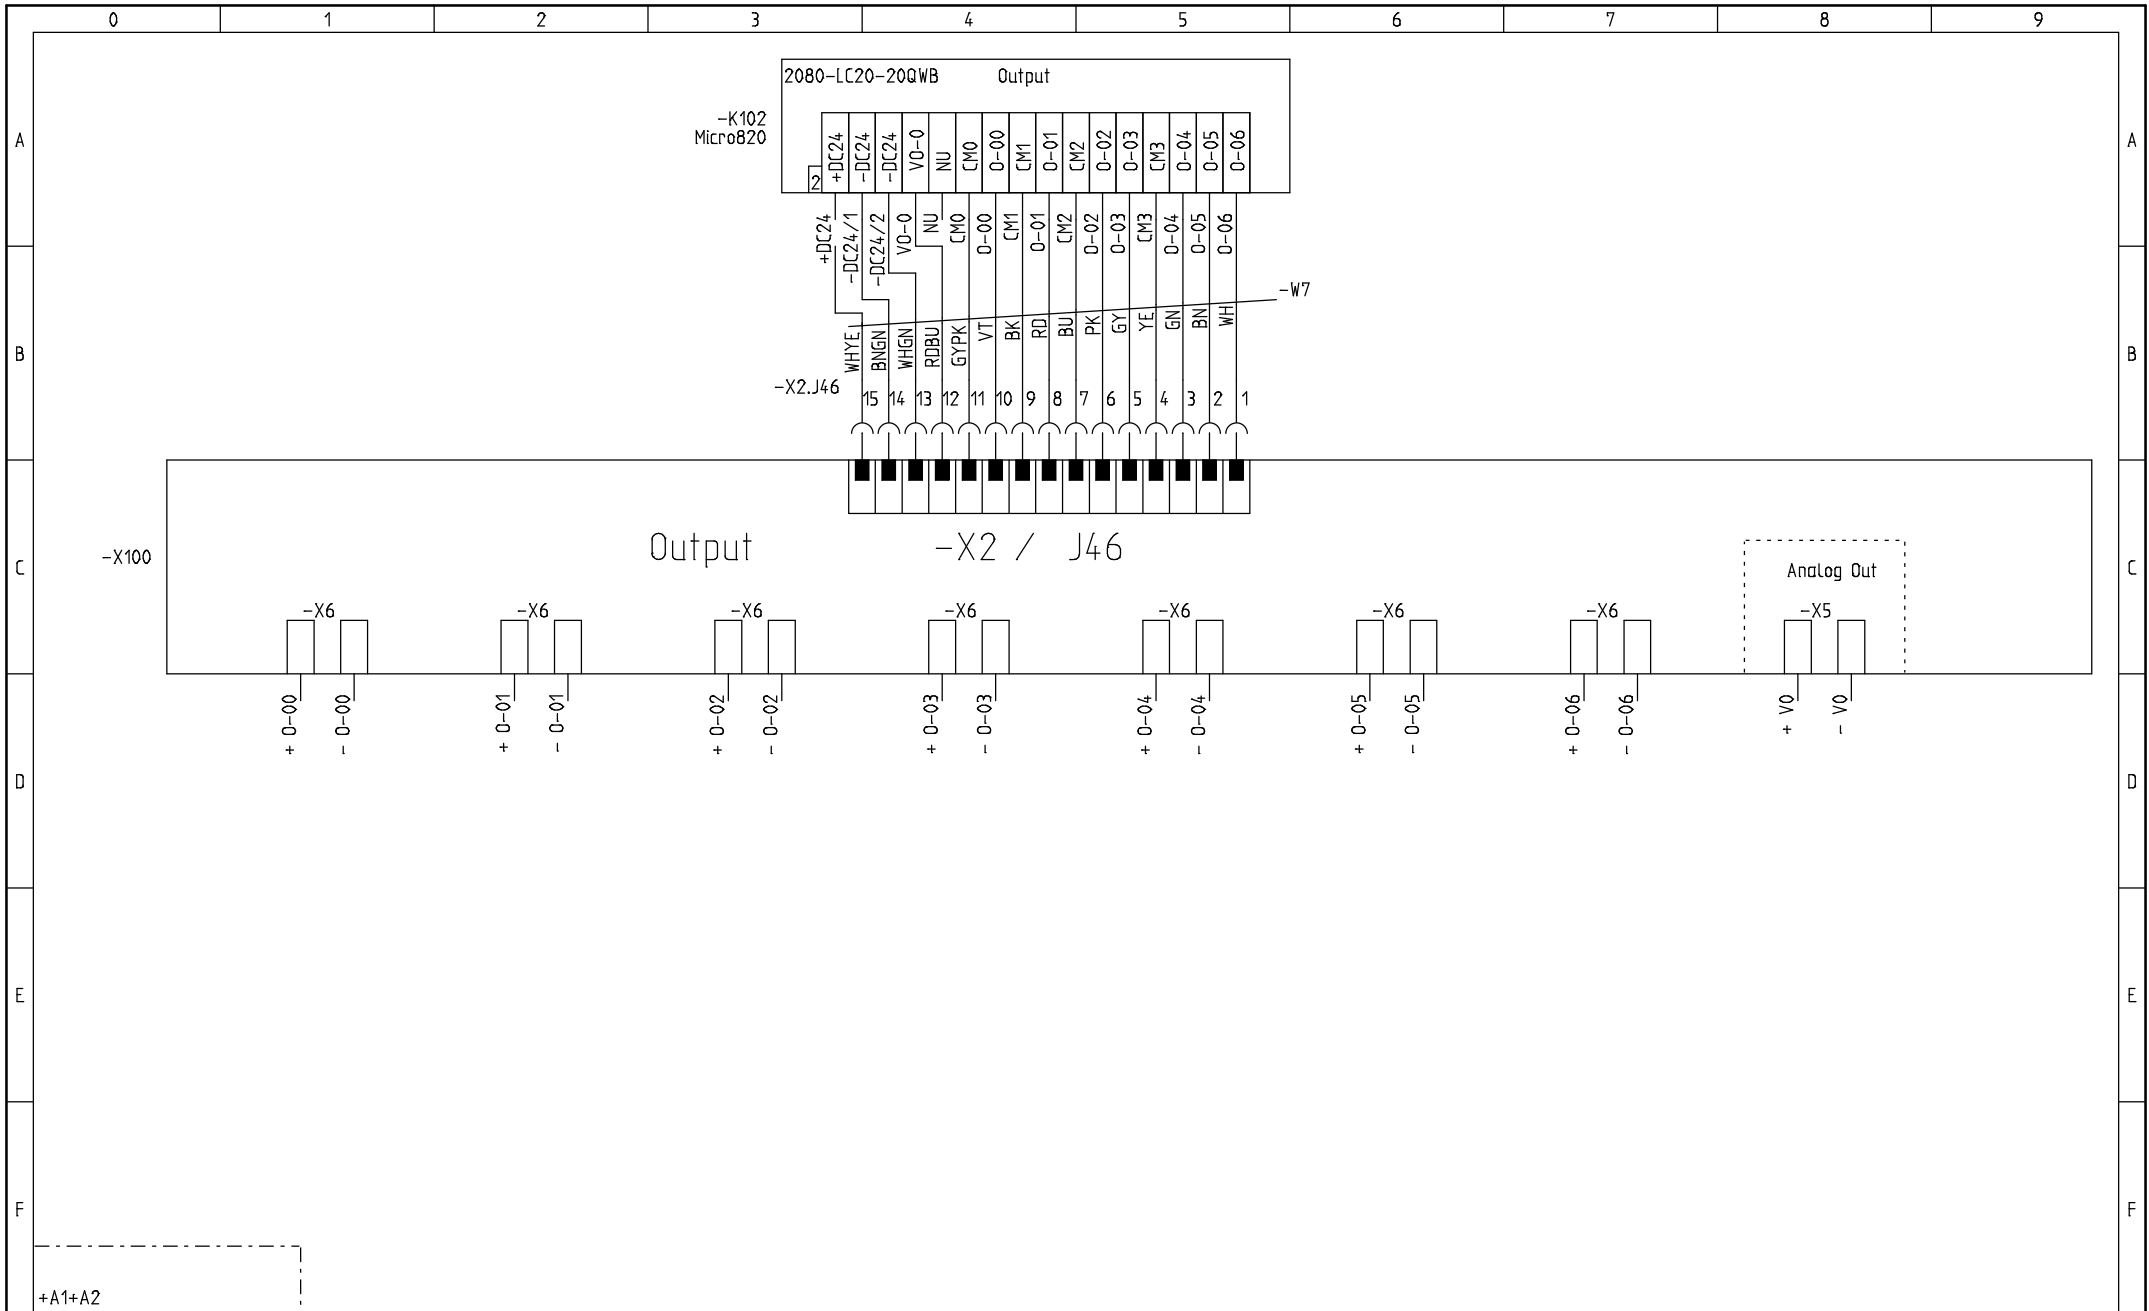 0 1 2 3 4 5 6 7 8 9
2080-LC20-20QWB Output
-K102
Micro820
A A
2 +DC24 -DC24 -DC24 VO-0 NU CM0 O-00 CM1 O-01 CM2 O-02 O-03 CM3 O-04 O-05 O-06
+DC24 -DC24/1 -DC24/2 VO-0 NU CM0 O-00 CM1 O-01 CM2 O-02 O-03 CM3 O-04 O-05 O-06
-W7
WHYE BNGN WHGN RDBU GYPK VT BK RD BU PK GY YE GN BN WH
B B
-X2.J46
15 14 13 12 11 10 9 8 7 6 5 4 3 2 1
Output -X2 / J46
-X100
C C
Analog Out
-X6 -X6 -X6 -X6 -X6 -X6 -X6 -X5
+ O-00 - O-00 + O-01 - O-01 + O-02 - O-02 + O-03 - O-03 + O-04 - O-04 + O-05 - O-05 + O-06 - O-06 + VO - VO
D D
E E
F F
+A1+A2